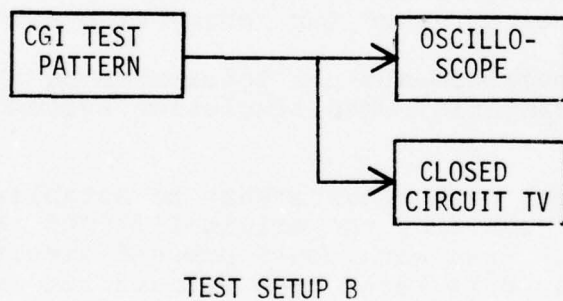 CGI TEST
PATTERN
OSCILLO-
SCOPE
CLOSED
CIRCUIT TV
TEST SETUP B